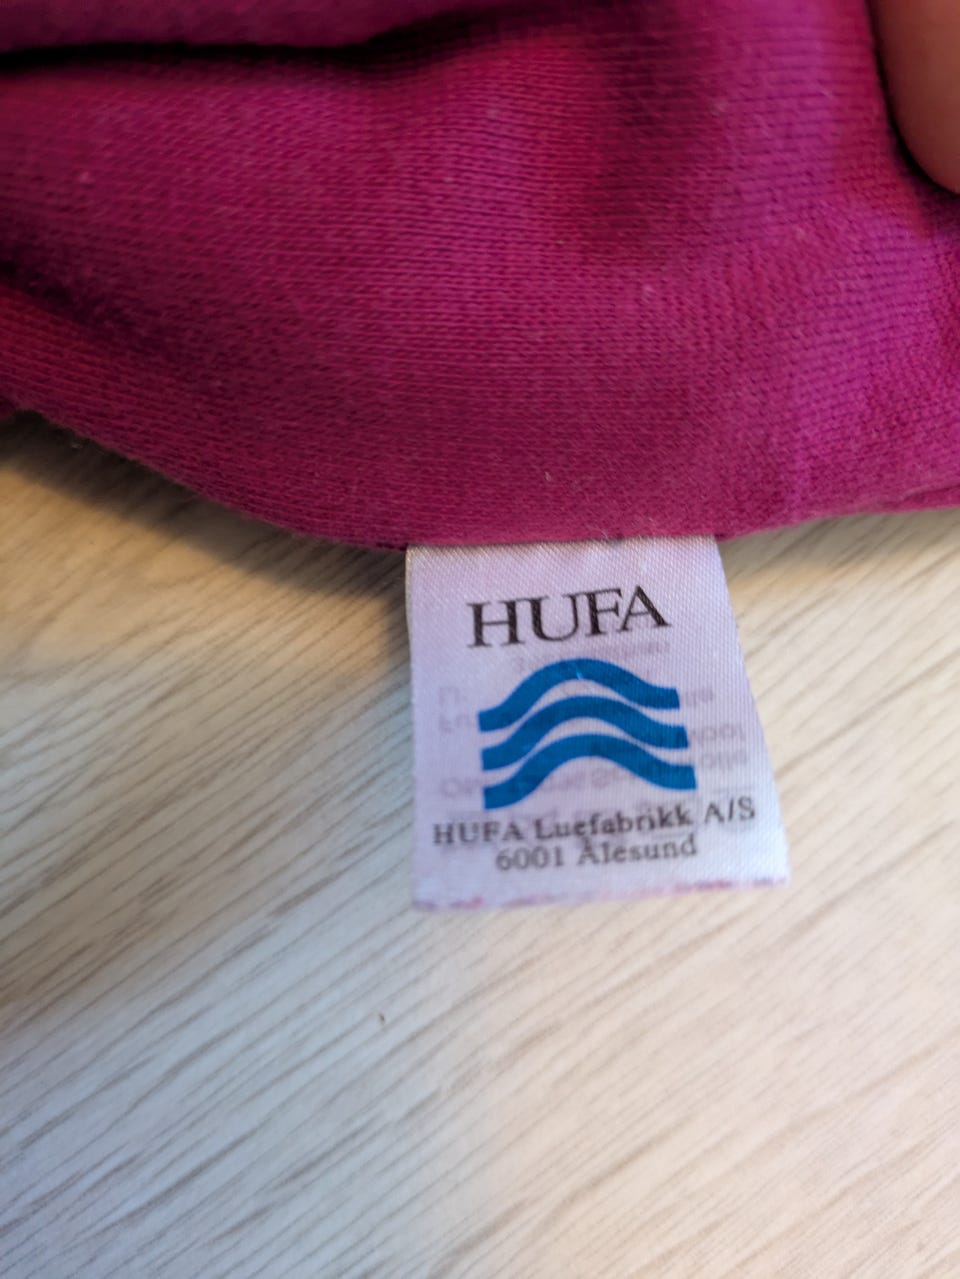 HUFA
HUFA Luefabrikk A/S
6001 Ålesund